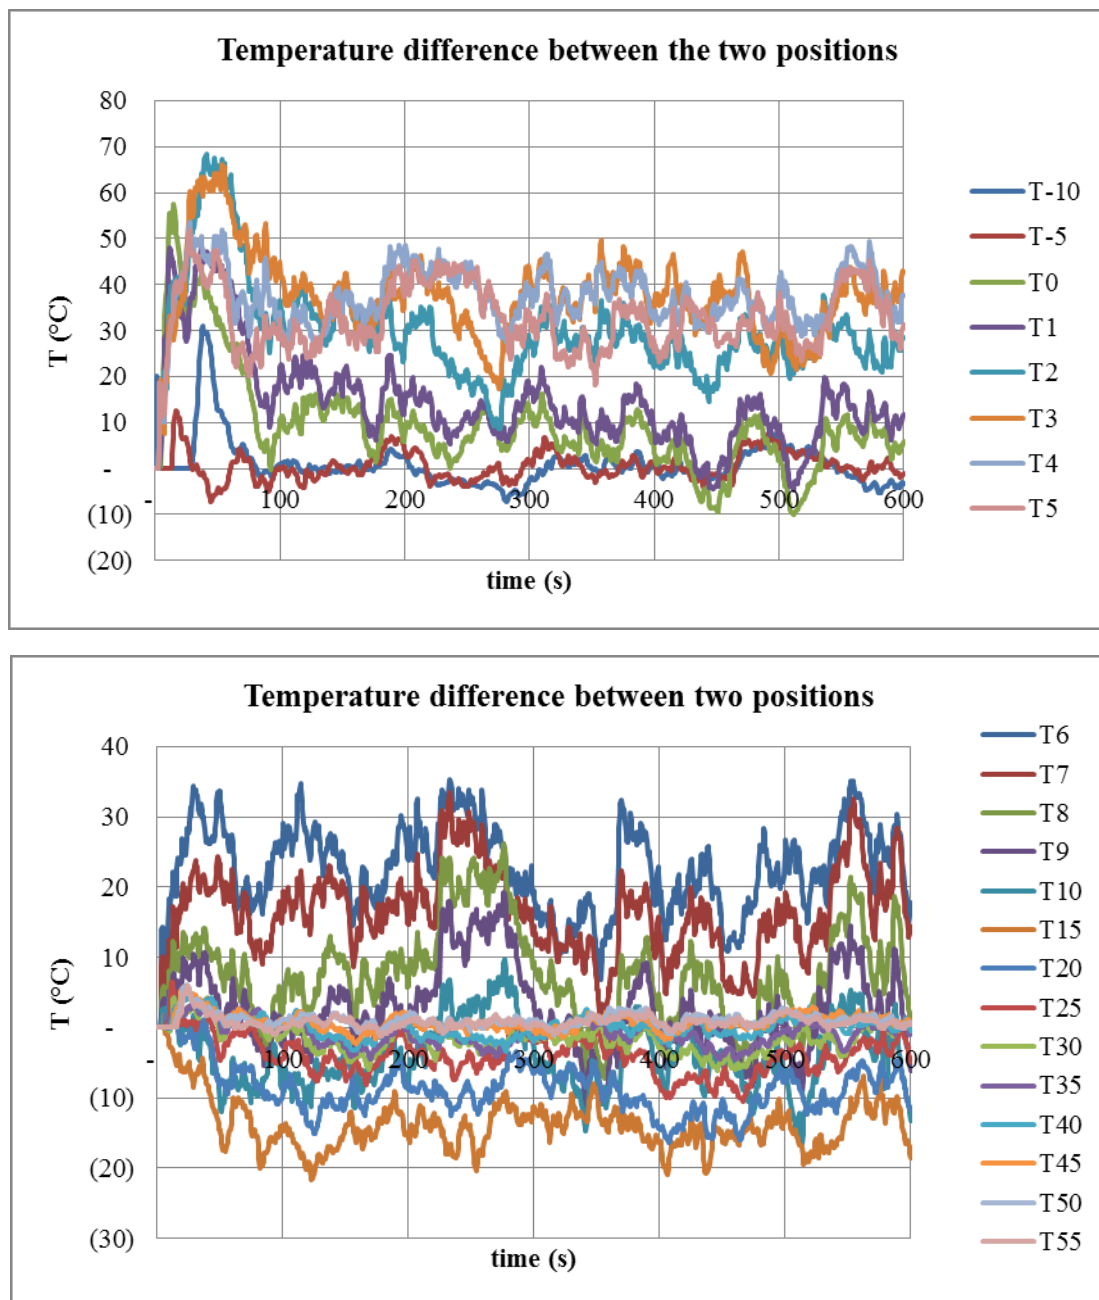 Temperature difference between the two positions
80
70
60
50
40
30
20
10
-
(10)
(20)
T (°C)
-
100
200
300
400
500
600
time (s)
T-10
T-5
T0
T1
T2
T3
T4
T5
Temperature difference between two positions
40
30
20
10
-
(10)
(20)
(30)
T (°C)
-
100
200
300
400
500
600
time (s)
T6
T7
T8
T9
T10
T15
T20
T25
T30
T35
T40
T45
T50
T55